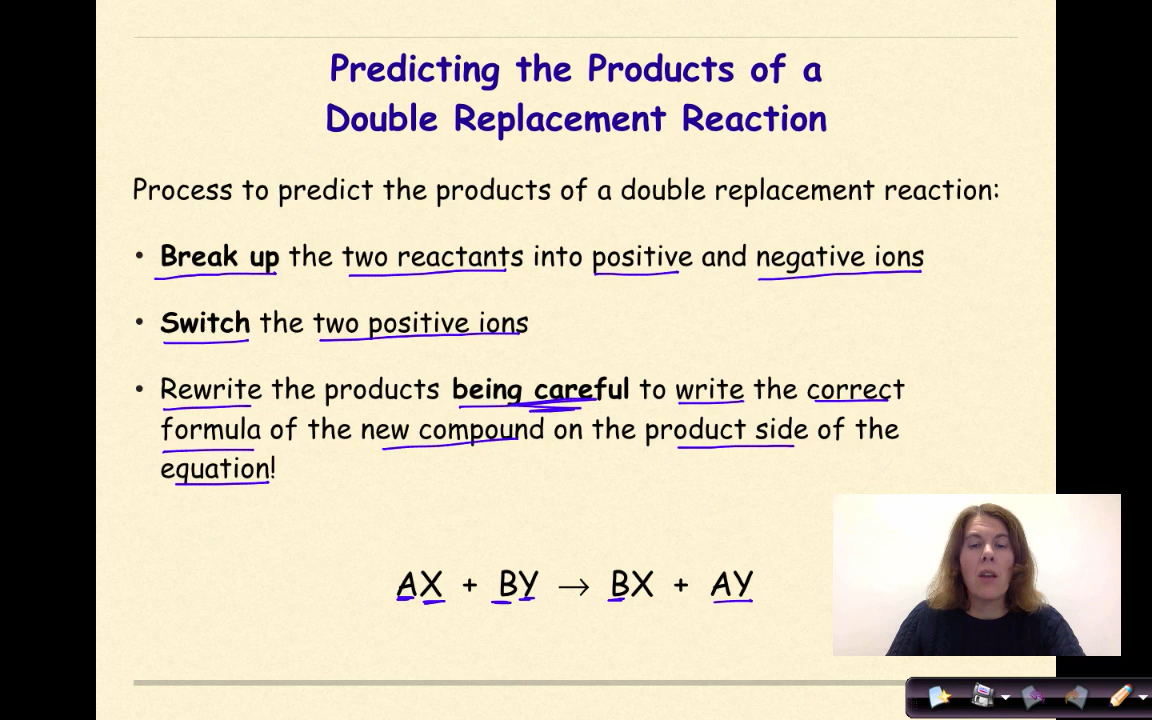 Predicting the Products of a
Double Replacement Reaction
Process to predict the products of a double replacement reaction:
• Break up the two reactants into positive and negative ions
• Switch the two positive ions
• Rewrite the products being careful to write the correct
formula of the new compound on the product side of the
equation!
AX + BY → BX + AY